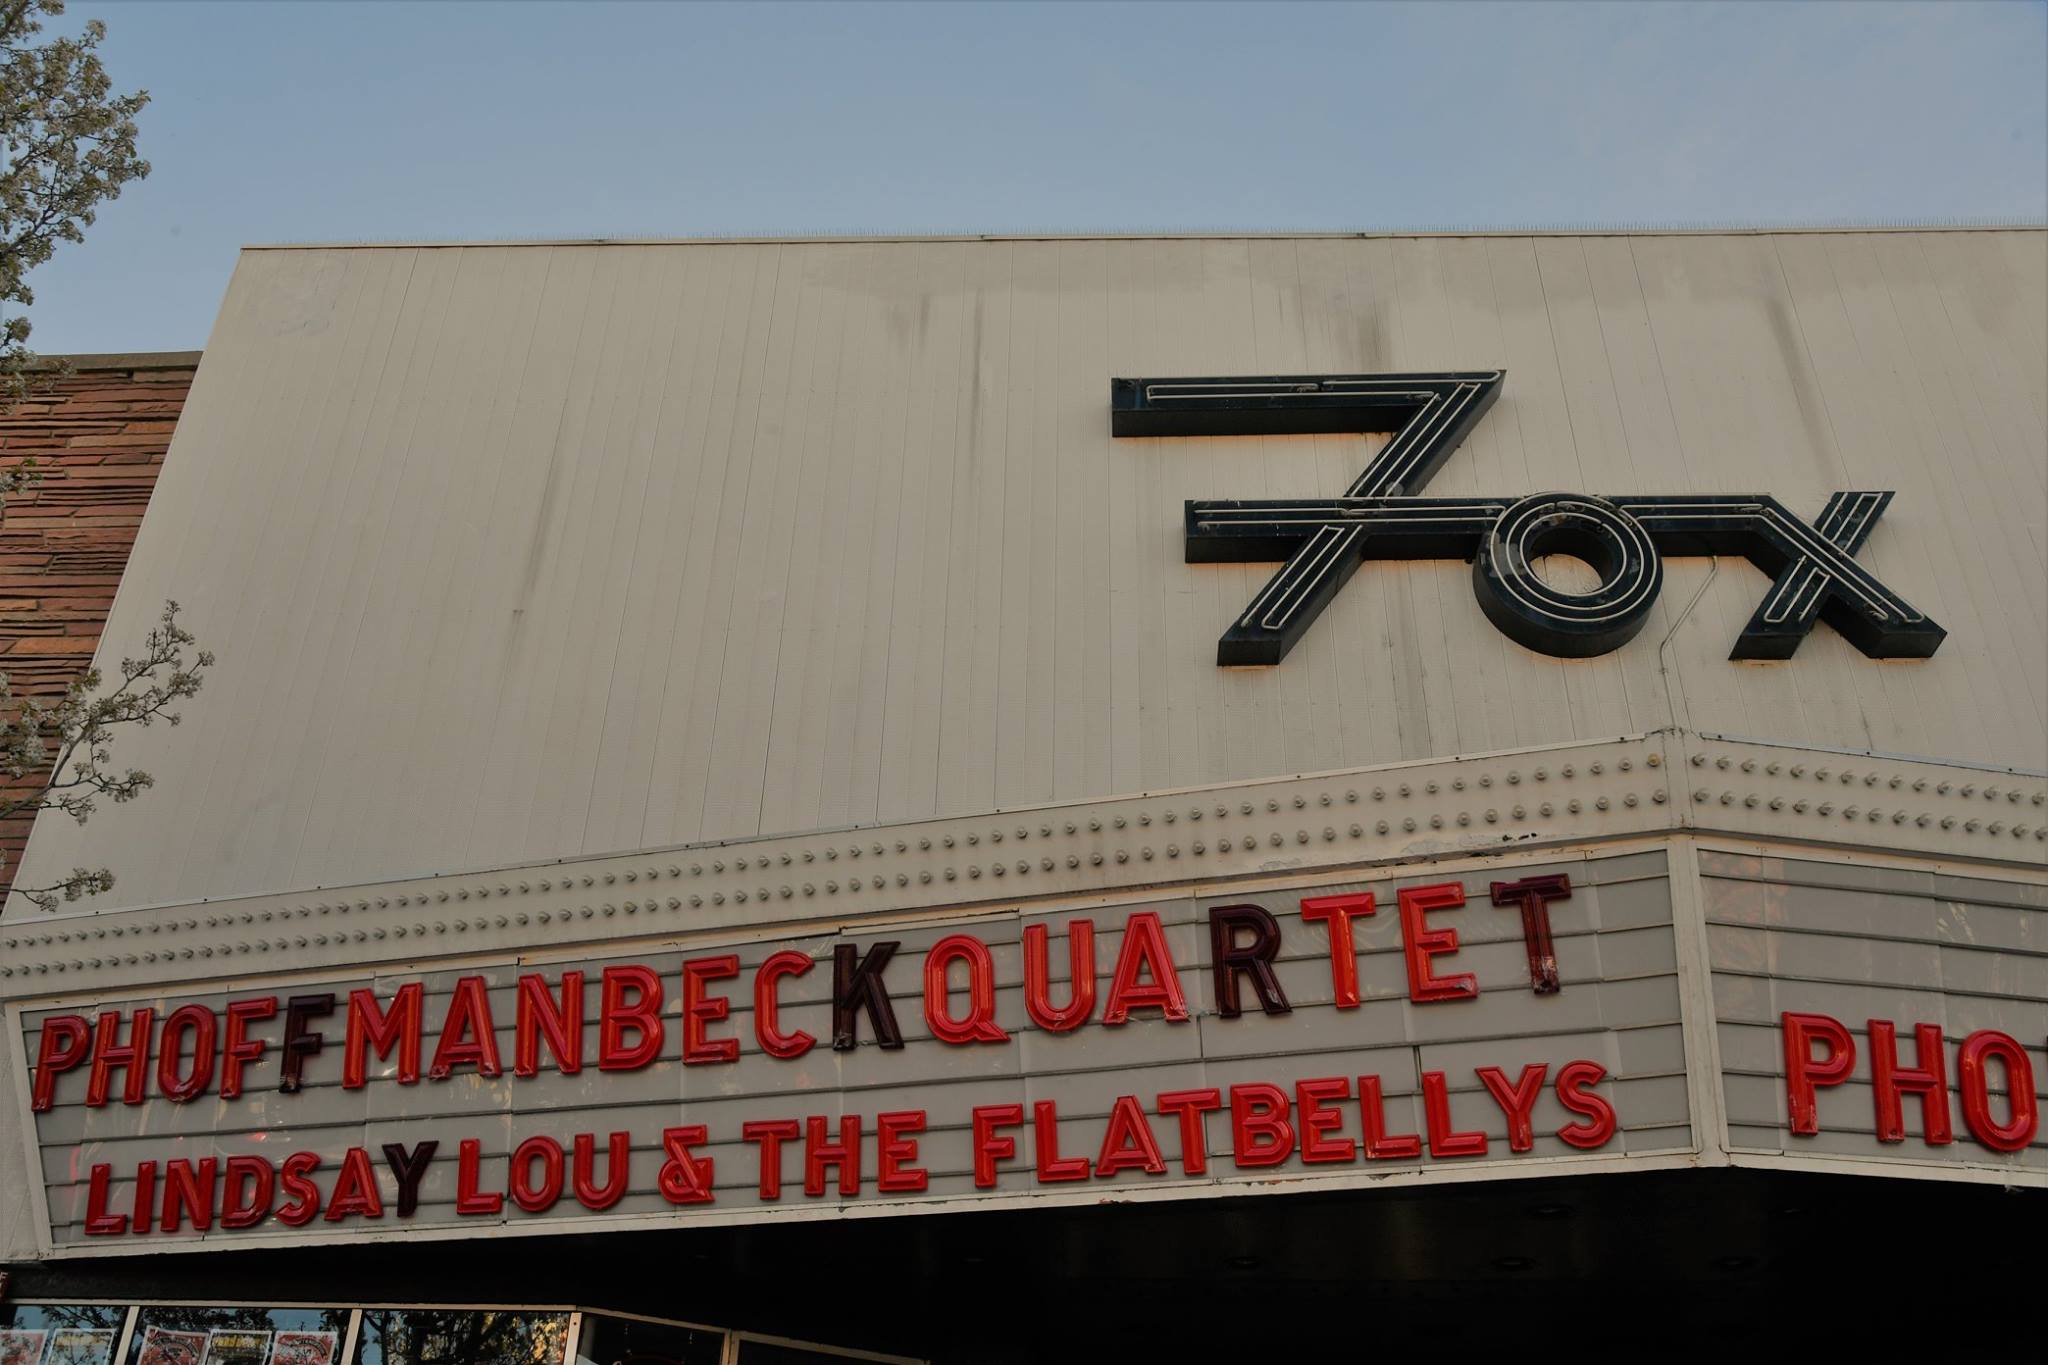 Fox
PHOFFMANBECKQUARTET
LINDSAY LOU & THE FLATBELLYS
PHO